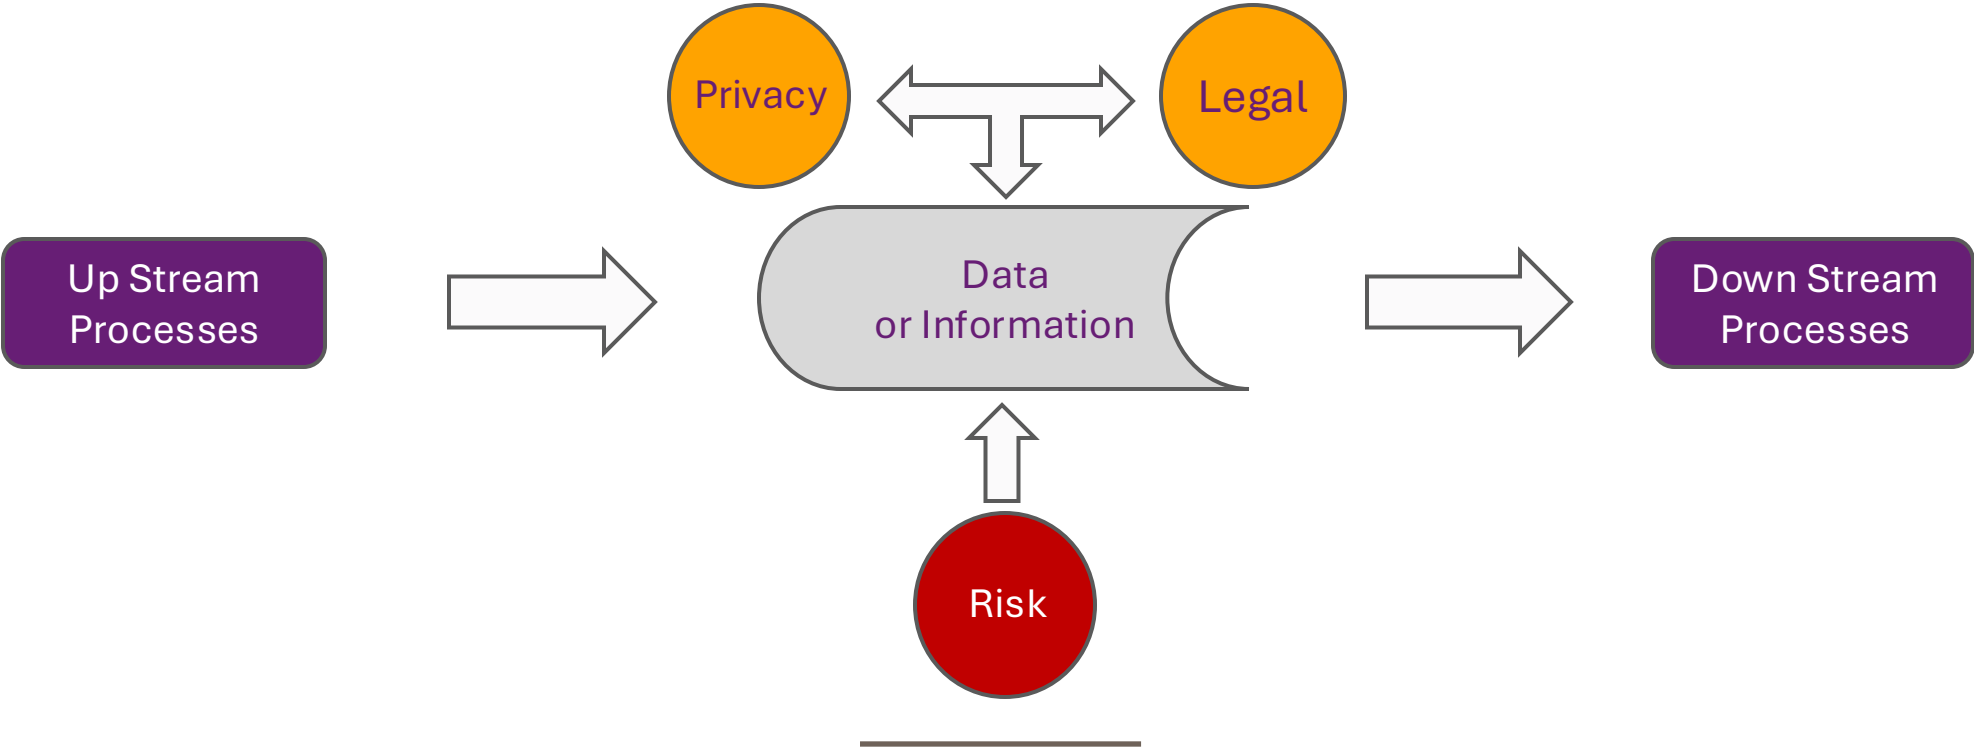 Privacy
Legal
Up Stream
Processes
Data
or Information
Down Stream
Processes
Risk